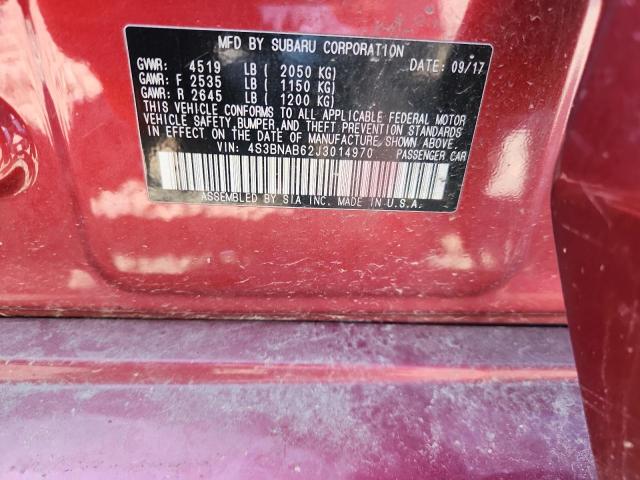 MFD BY SUBARU CORPORATION
GVWR: 4519 LB ( 2050 KG) DATE: 09/17
GAWR: F 2535 LB ( 1150 KG)
GAWR: R 2645 LB ( 1200 KG)
THIS VEHICLE CONFORMS TO ALL APPLICABLE FEDERAL MOTOR
VEHICLE SAFETY, BUMPER, AND THEFT PREVENTION STANDARDS
IN EFFECT ON THE DATE OF MANUFACTURE SHOWN ABOVE.
VIN: 4S3BNAB62J3014970 PASSENGER CAR
ASSEMBLED BY SIA INC. MADE IN U.S.A.